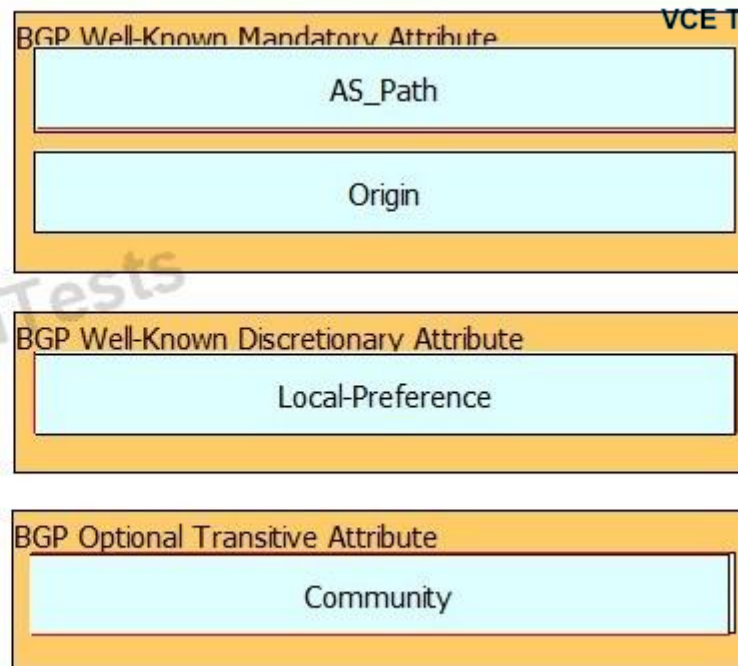 VCE T
BGP Well-Known Mandatory Attribute
AS_Path
Origin
Tests
BGP Well-Known Discretionary Attribute
Local-Preference
BGP Optional Transitive Attribute
Community